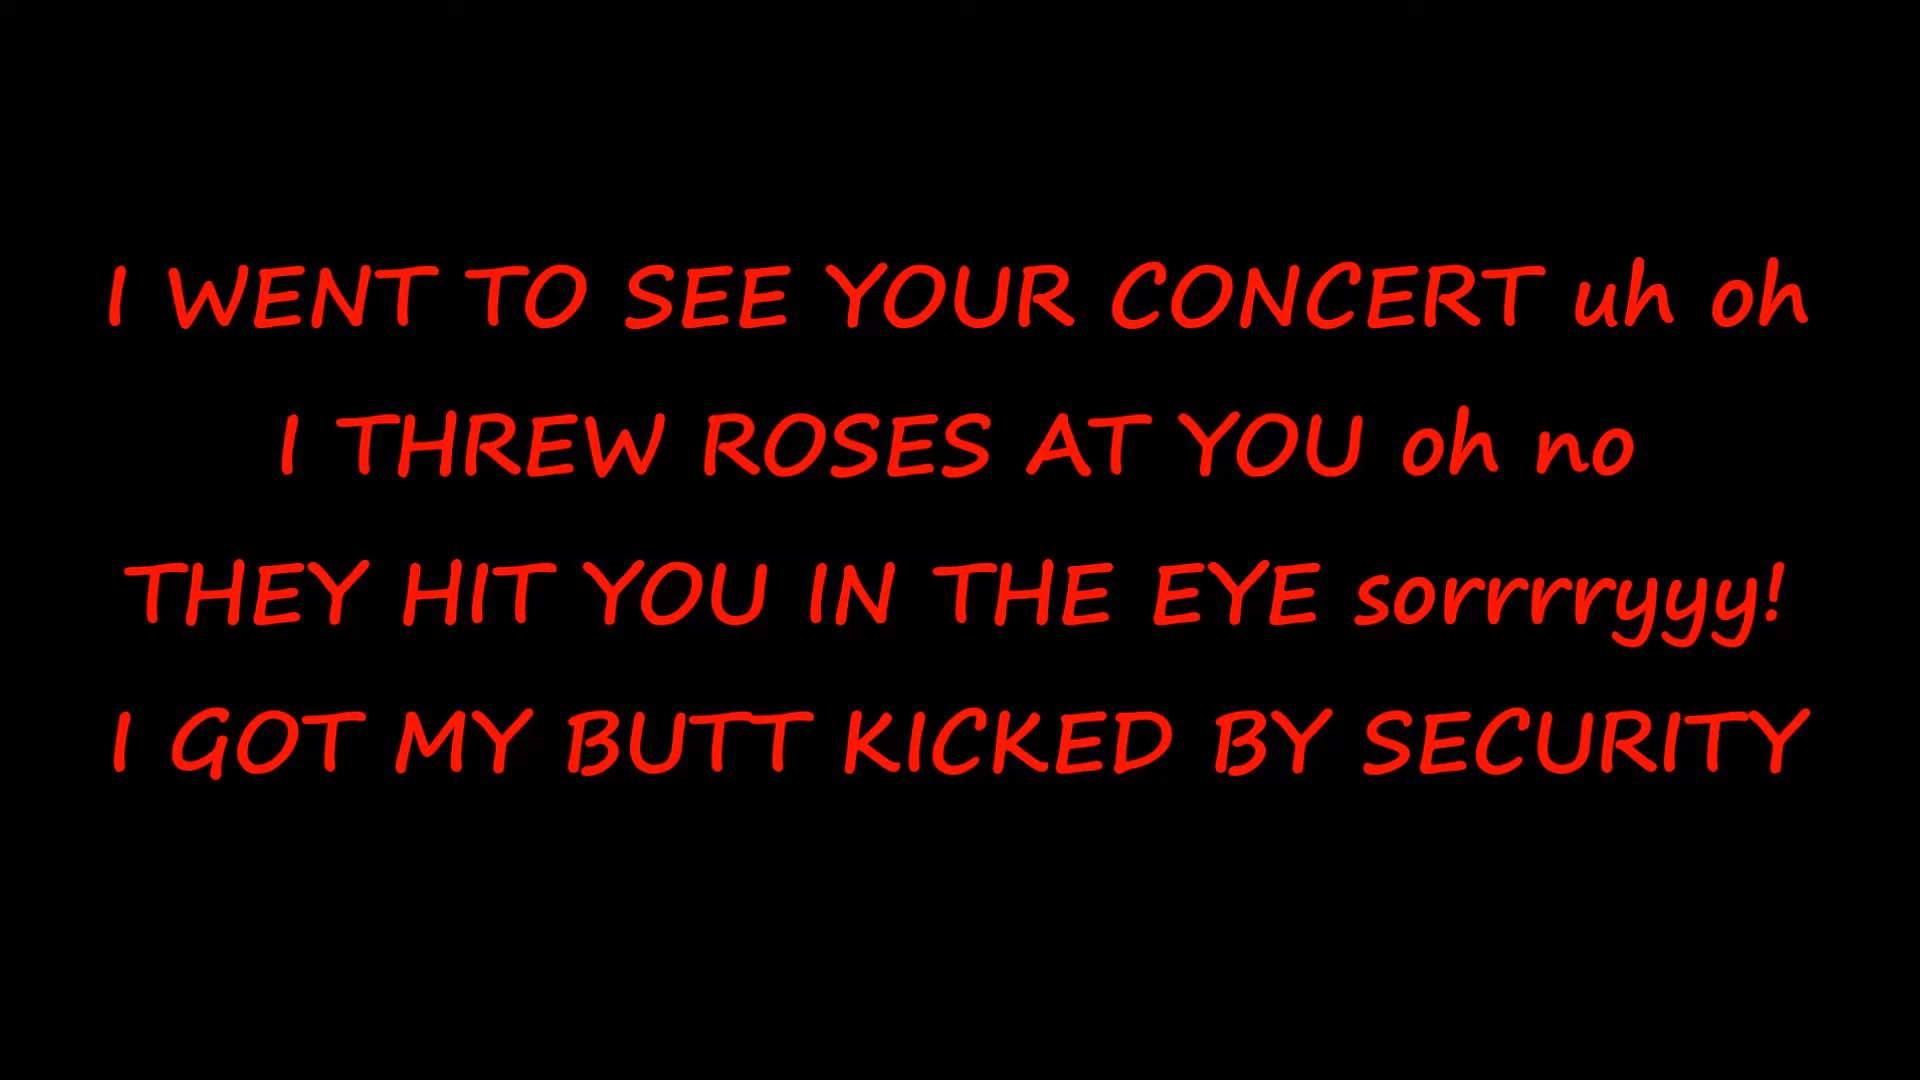 I WENT TO SEE YOUR CONCERT uh oh
I THREW ROSES AT YOU oh no
THEY HIT YOU IN THE EYE sorrrryyy!
I GOT MY BUTT KICKED BY SECURITY